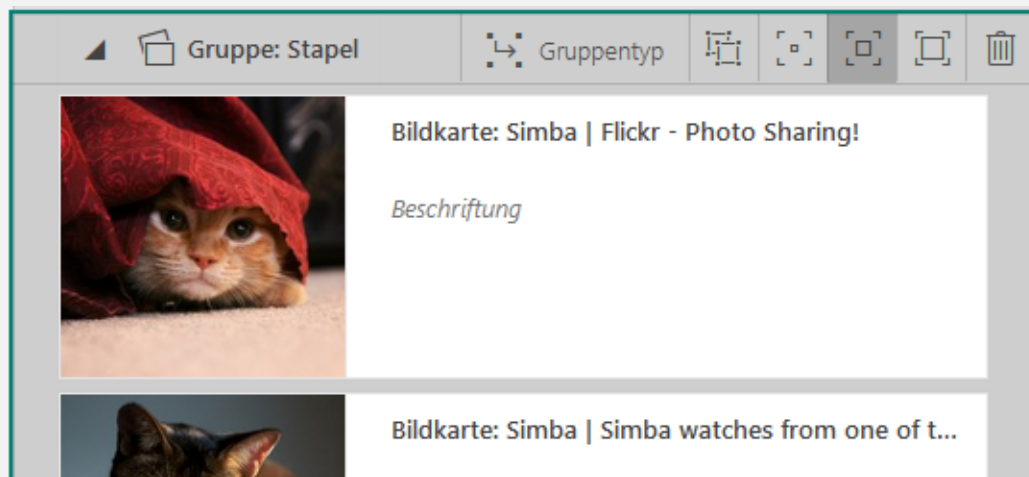 Gruppe: Stapel
Gruppentyp
Bildkarte: Simba | Flickr - Photo Sharing!
Beschriftung
Bildkarte: Simba | Simba watches from one of t...